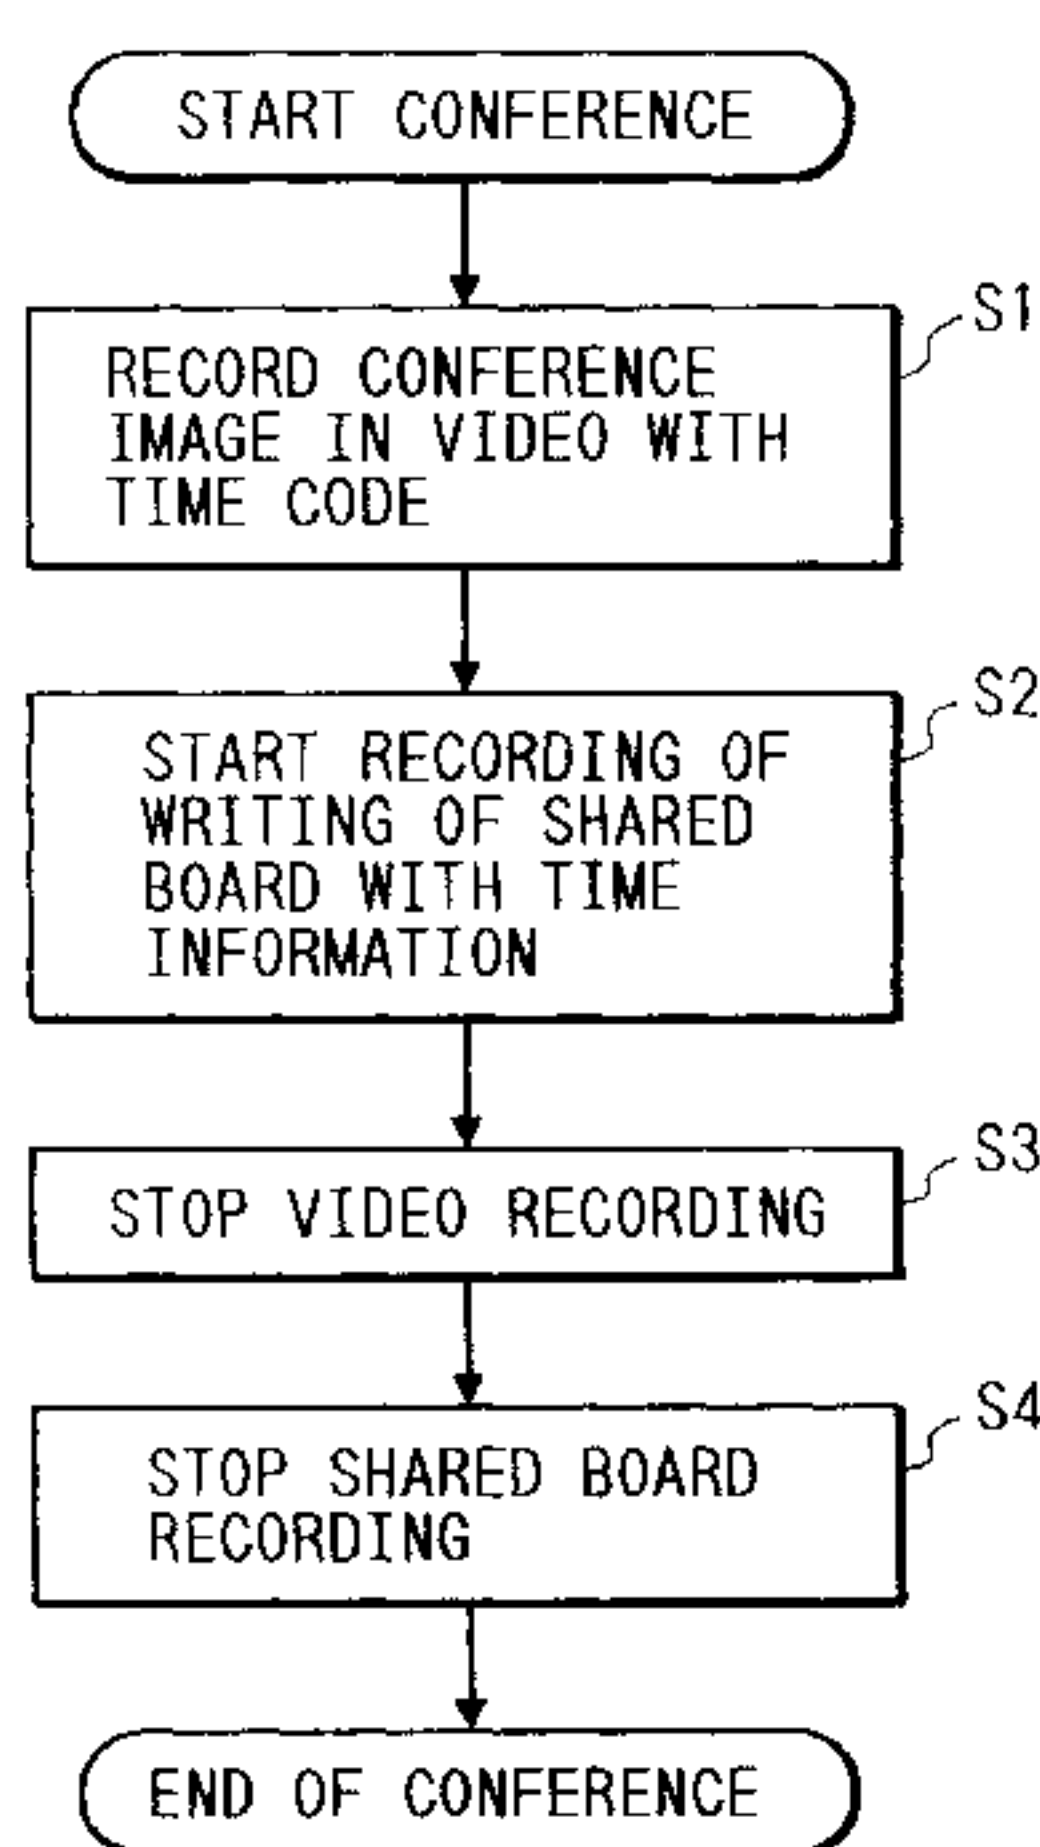 START CONFERENCE
S1
RECORD CONFERENCE
IMAGE IN VIDEO WITH
TIME CODE
S2
START RECORDING OF
WRITING OF SHARED
BOARD WITH TIME
INFORMATION
S3
STOP VIDEO RECORDING
S4
STOP SHARED BOARD
RECORDING
END OF CONFERENCE